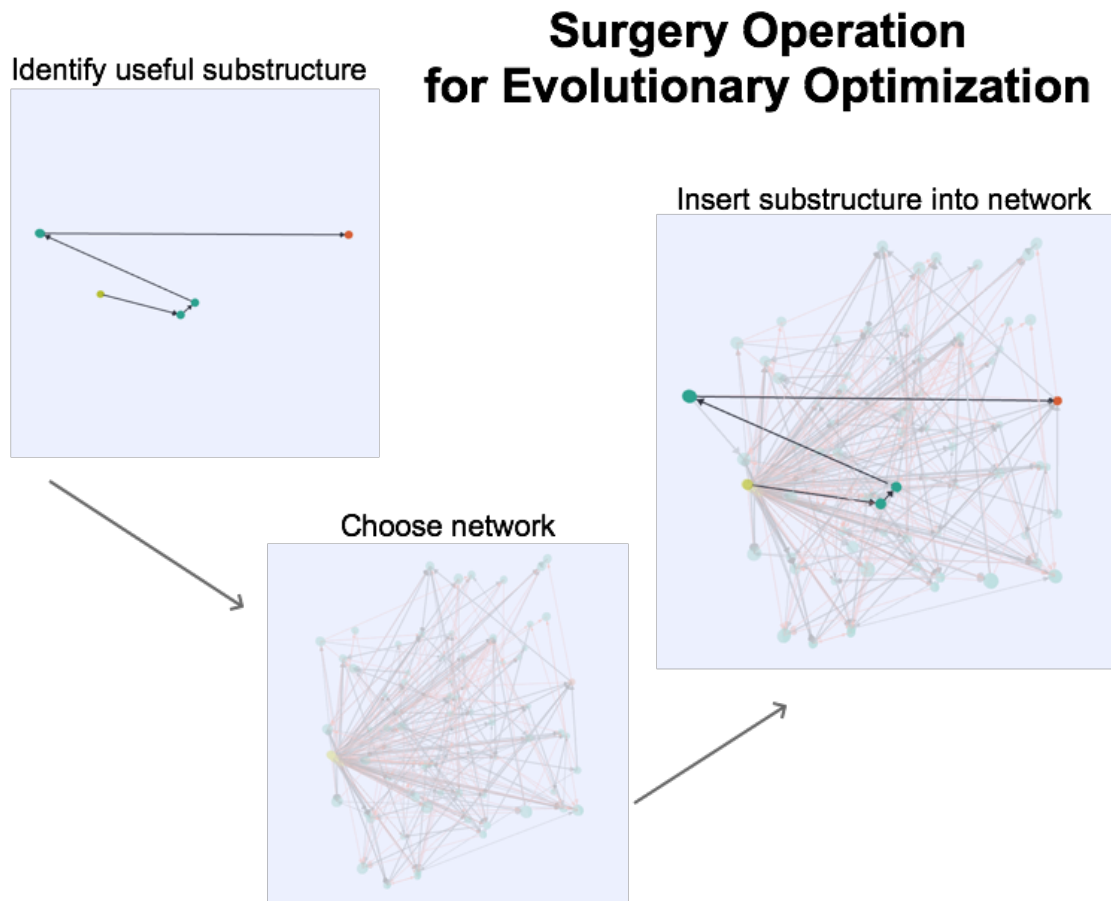 Surgery Operation
for Evolutionary Optimization
Identify useful substructure
Choose network
Insert substructure into network